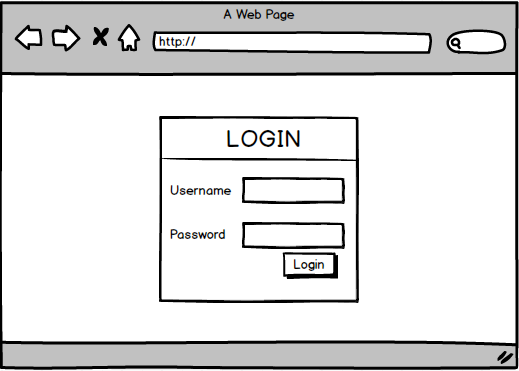 A Web Page
http://
LOGIN
Username
Password
Login